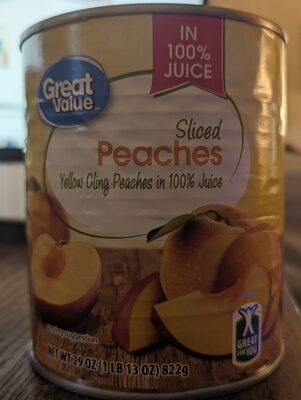 IN
100%
JUICE
Great
Value
Sliced
Peaches
Yellow Cling Peaches in 100% Juice
serving suggestion
NET WT 29 OZ (1 LB 13 OZ) 822g
GREAT
FOR
YOU